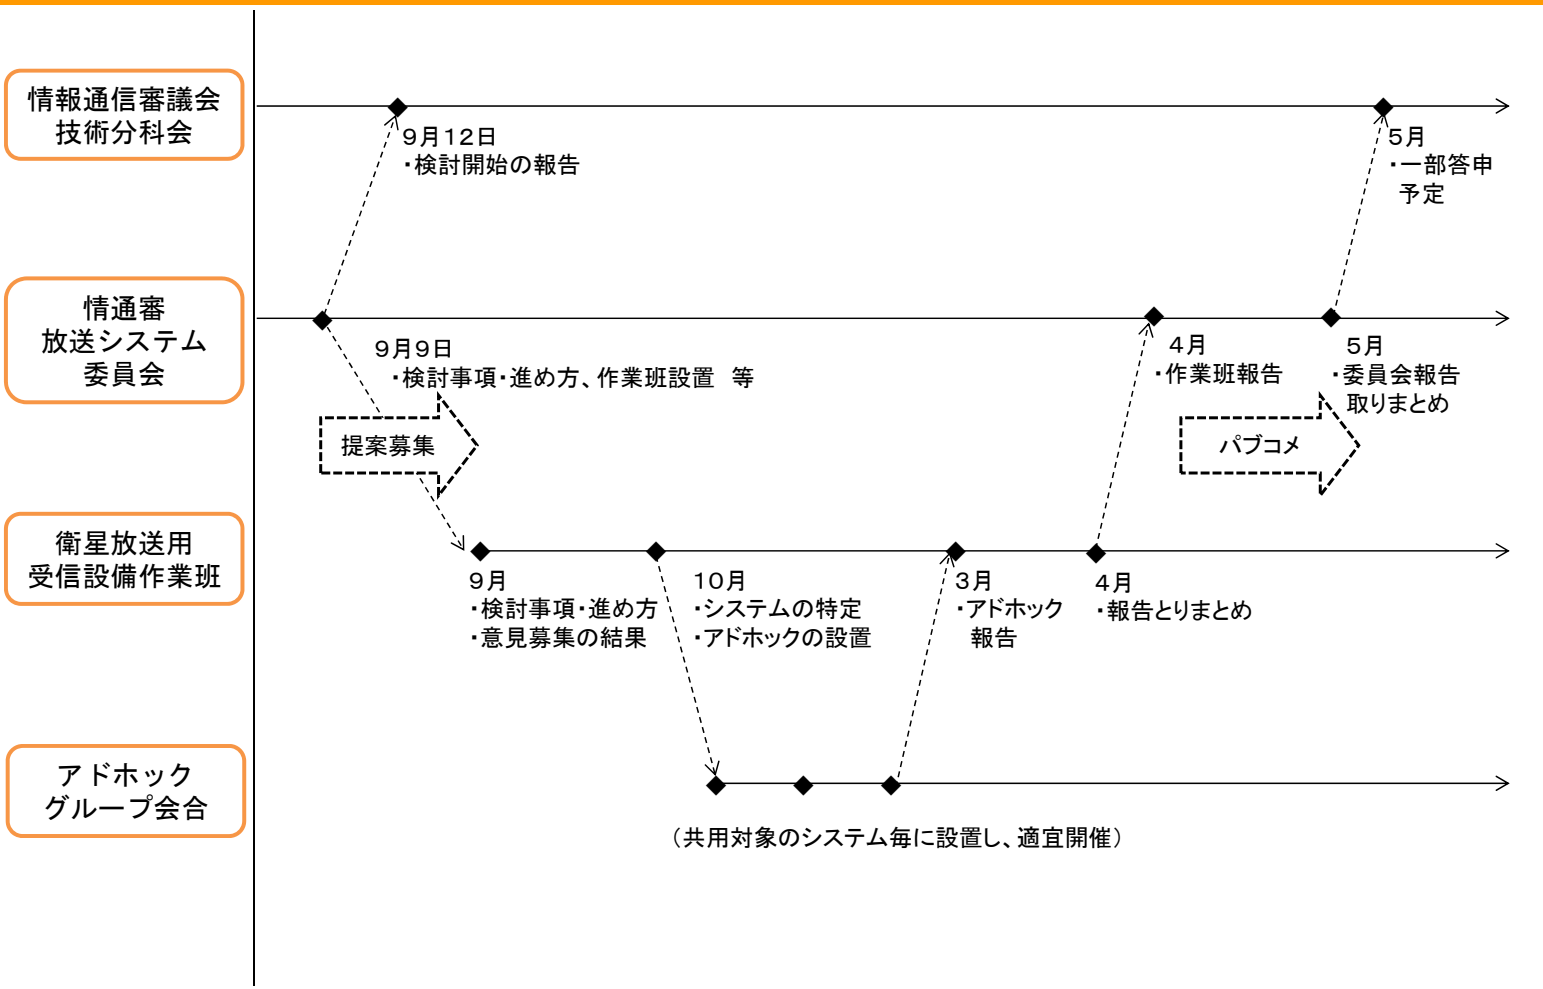 情報通信審議会
技術分科会
9月12日
・検討開始の報告
5月
・一部答申
予定
情通審
放送システム
委員会
9月9日
・検討事項・進め方、作業班設置　等
4月
・作業班報告
5月
・委員会報告
取りまとめ
提案募集
パブコメ
衛星放送用
受信設備作業班
9月
・検討事項・進め方
・意見募集の結果
10月
・システムの特定
・アドホックの設置
3月
・アドホック
報告
4月
・報告とりまとめ
アドホック
グループ会合
（共用対象のシステム毎に設置し、適宜開催）